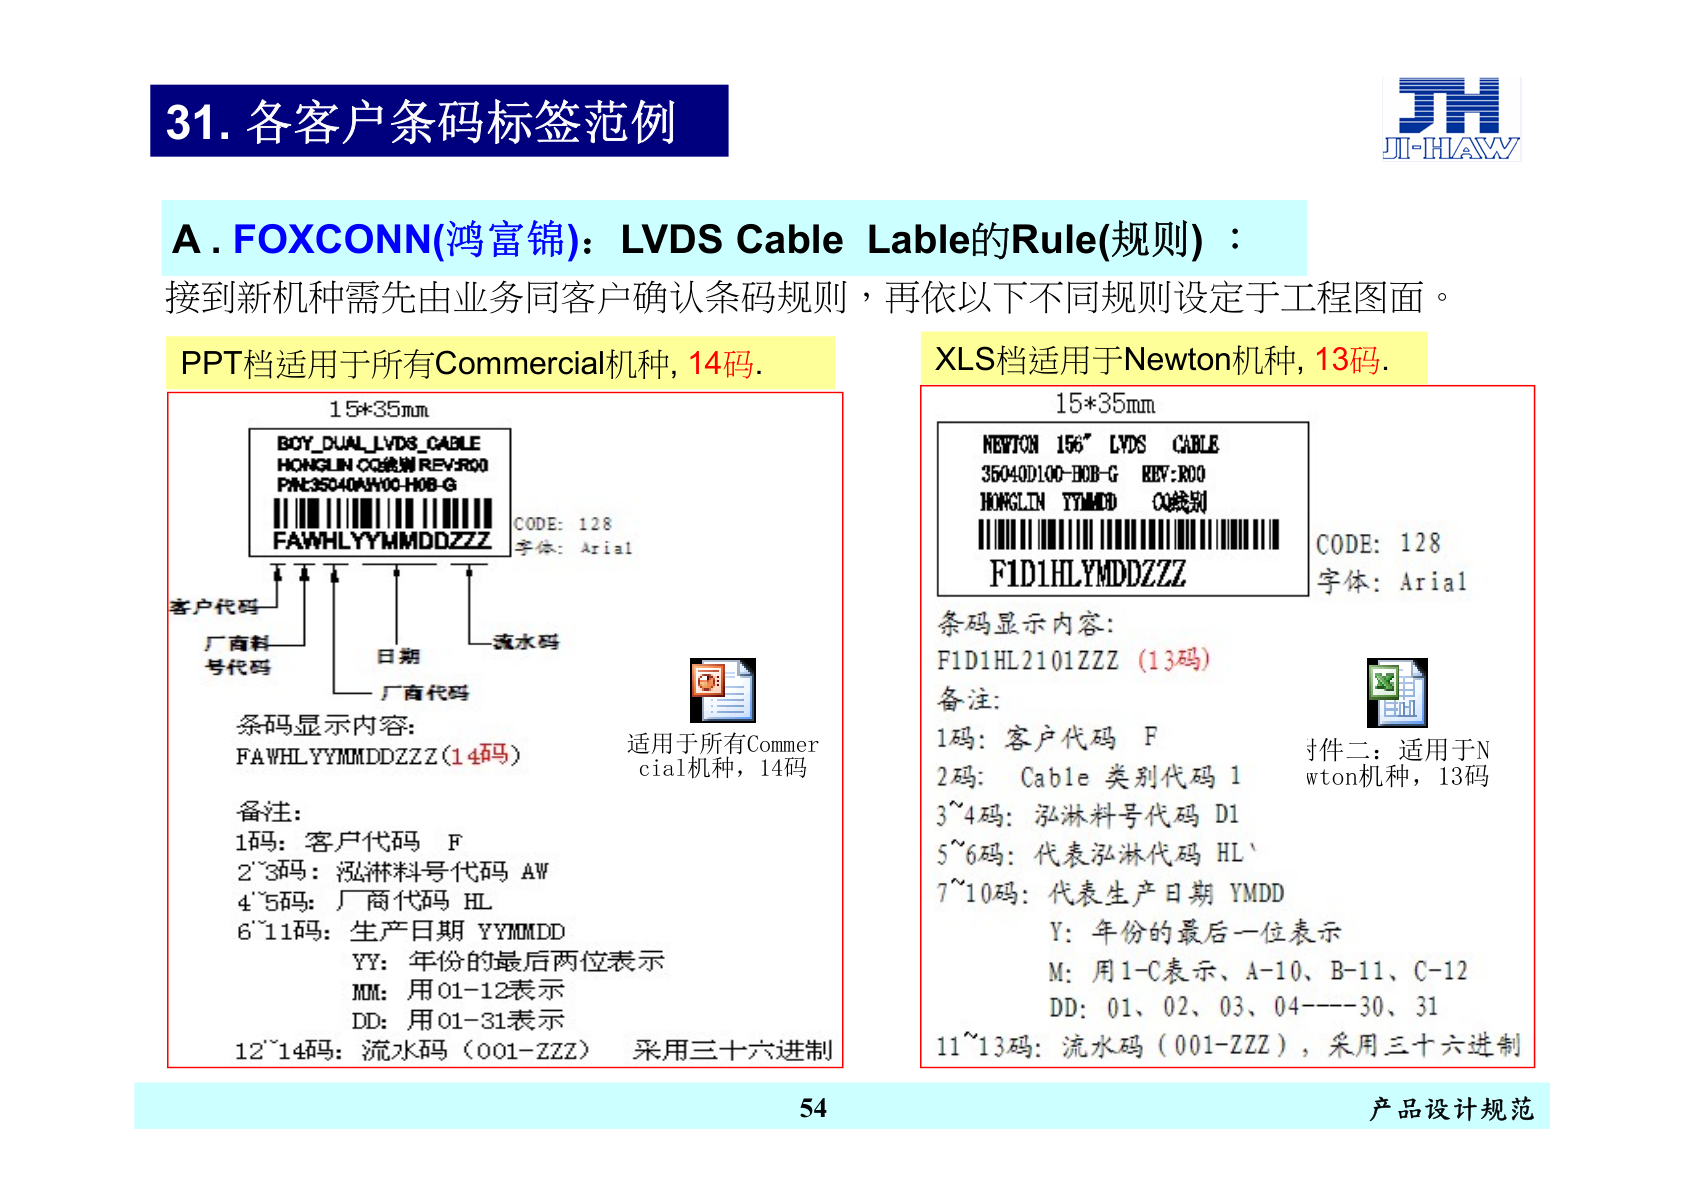 31. 各客户条码标签范例
JH
JI-HAW
A . FOXCONN(鸿富锦)：LVDS Cable  Lable的Rule(规则) ：
接到新机种需先由业务同客户确认条码规则，再依以下不同规则设定于工程图面。
PPT档适用于所有Commercial机种, 14码.
15*35mm
BOY_DUAL_LVDS_CABLE
HONGLIN CQ线别 REV:R00
P/N:35040AW00-H0B-G
FAWHLYYMMDDZZZ
CODE: 128
字体: Arial
客户代码
厂商料
号代码
日期
流水码
厂商代码
条码显示内容:
FAWHLYYMMDDZZZ(14码)
适用于所有Commer
cial机种，14码
备注:
1码: 客户代码 F
2~3码: 泓淋料号代码 AW
4~5码: 厂商代码 HL
6~11码: 生产日期 YYMMDD
YY: 年份的最后两位表示
MM: 用01-12表示
DD: 用01-31表示
12~14码: 流水码（001-ZZZ） 采用三十六进制
XLS档适用于Newton机种, 13码.
15*35mm
NEWTON 156" LVDS CABLE
35040D100-H0B-G REV:R00
HONGLIN YYMMDD CQ线别
F1D1HLYMDDZZZ
CODE: 128
字体: Arial
条码显示内容:
F1D1HL2101ZZZ (13码)
备注:
1码: 客户代码 F
2码: Cable 类别代码 1
3~4码: 泓淋料号代码 D1
5~6码: 代表泓淋代码 HL`
7~10码: 代表生产日期 YMDD
Y: 年份的最后一位表示
M: 用1-C表示、A-10、B-11、C-12
DD: 01、02、03、04----30、31
11~13码: 流水码（001-ZZZ），采用三十六进制
件二: 适用于N
wton机种，13码
54
产品设计规范